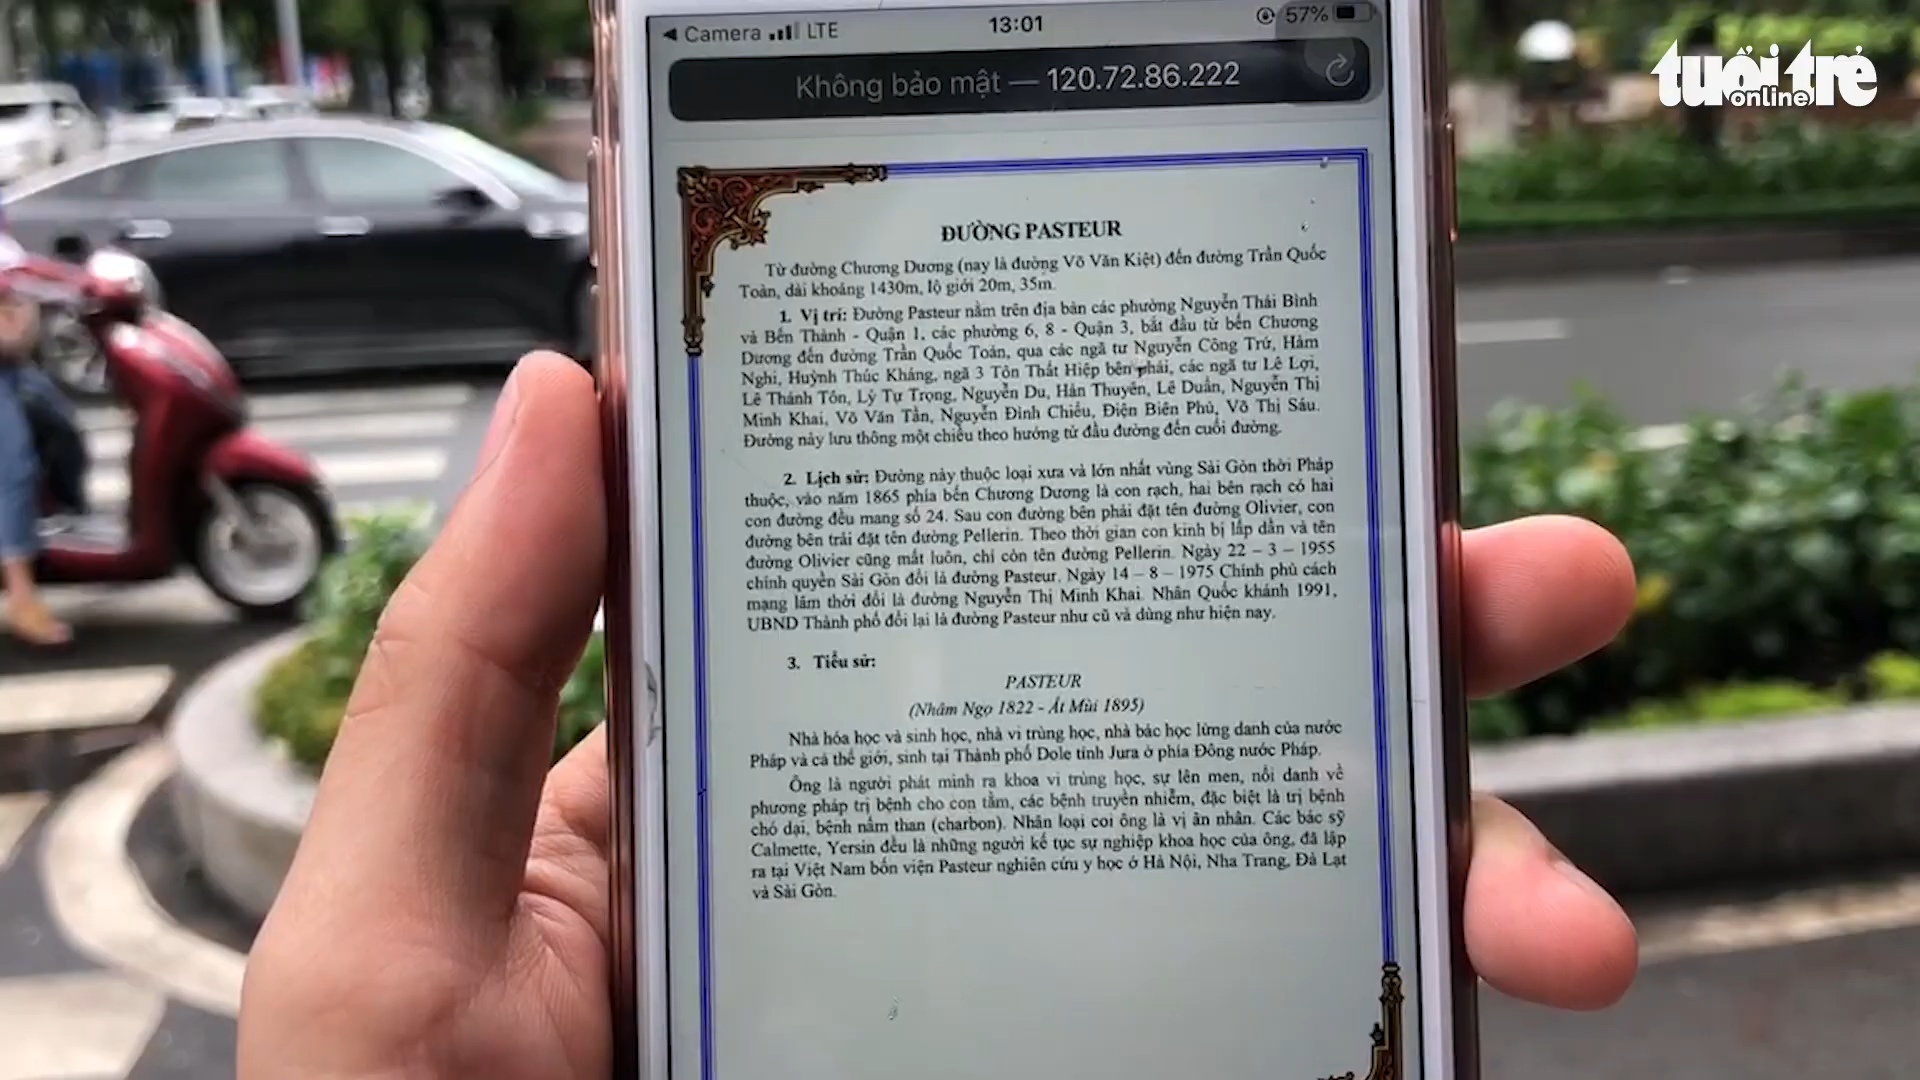 Camera LTE 13:01 57%
tuổi trẻ
online
Không bảo mật — 120.72.86.222
ĐƯỜNG PASTEUR
Từ đường Chương Dương (nay là đường Võ Văn Kiệt) đến đường Trần Quốc
Toản, dài khoảng 1430m, lộ giới 20m, 35m.
1. Vị trí: Đường Pasteur nằm trên địa bàn các phường Nguyễn Thái Bình
và Bến Thành - Quận 1, các phường 6, 8 - Quận 3, bắt đầu từ bến Chương
Dương đến đường Trần Quốc Toản, qua các ngã tư Nguyễn Công Trứ, Hàm
Nghi, Huỳnh Thúc Kháng, ngã 3 Tôn Thất Hiệp bên phải, các ngã tư Lê Lợi,
Lê Thánh Tôn, Lý Tự Trọng, Nguyễn Du, Hàn Thuyên, Lê Duẩn, Nguyễn Thị
Minh Khai, Võ Văn Tần, Nguyễn Đình Chiểu, Điện Biên Phủ, Võ Thị Sáu.
Đường này lưu thông một chiều theo hướng từ đầu đường đến cuối đường.
2. Lịch sử: Đường này thuộc loại xưa và lớn nhất vùng Sài Gòn thời Pháp
thuộc, vào năm 1865 phía bến Chương Dương là con rạch, hai bên rạch có hai
con đường đều mang số 24. Sau con đường bên phải đặt tên đường Olivier, con
đường bên trái đặt tên đường Pellerin. Theo thời gian con kinh bị lấp dần và tên
đường Olivier cũng mất luôn, chỉ còn tên đường Pellerin. Ngày 22 – 3 – 1955
chính quyền Sài Gòn đổi là đường Pasteur. Ngày 14 – 8 – 1975 Chính phủ cách
mạng lâm thời đổi là đường Nguyễn Thị Minh Khai. Nhân Quốc khánh 1991,
UBND Thành phố đổi lại là đường Pasteur như cũ và dùng như hiện nay.
3. Tiểu sử:
PASTEUR
(Nhâm Ngọ 1822 - Ất Mùi 1895)
Nhà hóa học và sinh học, nhà vi trùng học, nhà bác học lừng danh của nước
Pháp và cả thế giới, sinh tại Thành phố Dole tỉnh Jura ở phía Đông nước Pháp.
Ông là người phát minh ra khoa vi trùng học, sự lên men, nổi danh về
phương pháp trị bệnh cho con tằm, các bệnh truyền nhiễm, đặc biệt là trị bệnh
chó dại, bệnh nấm than (charbon). Nhân loại coi ông là vị ân nhân. Các bác sỹ
Calmette, Yersin đều là những người kế tục sự nghiệp khoa học của ông, đã lập
ra tại Việt Nam bốn viện Pasteur nghiên cứu y học ở Hà Nội, Nha Trang, Đà Lạt
và Sài Gòn.